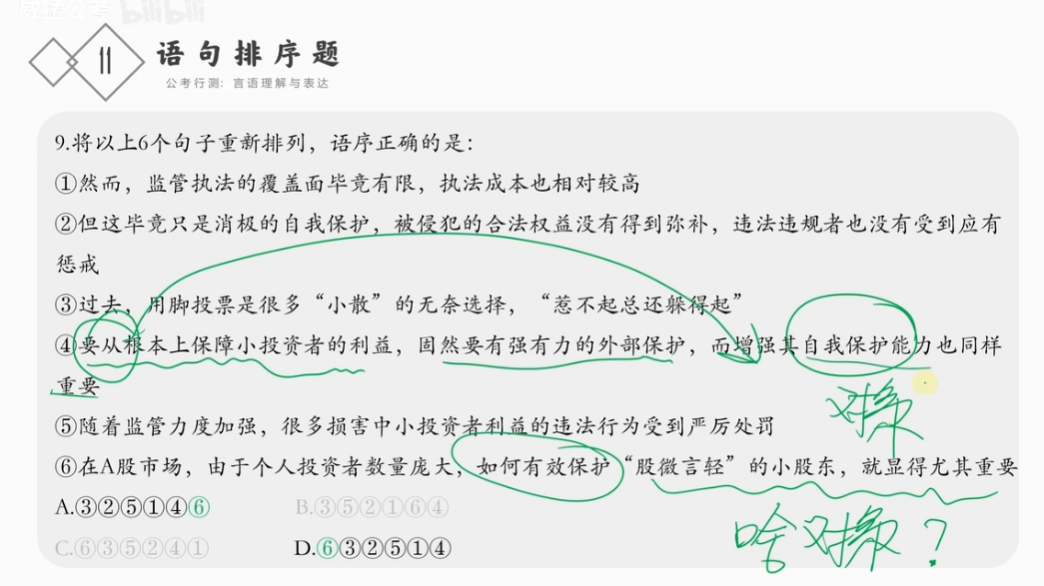 bilibili
11 语句排序题
公考行测:言语理解与表达
9.将以上6个句子重新排列，语序正确的是：
①然而，监管执法的覆盖面毕竟有限，执法成本也相对较高
②但这毕竟只是消极的自我保护，被侵犯的合法权益没有得到弥补，违法违规者也没有受到应有
惩戒
③过去，用脚投票是很多“小散”的无奈选择，“惹不起总还躲得起”
④要从根本上保障小投资者的利益，固然要有强有力的外部保护，而增强其自我保护能力也同样
重要
⑤随着监管力度加强，很多损害中小投资者利益的违法行为受到严厉处罚
⑥在A股市场，由于个人投资者数量庞大，如何有效保护“股微言轻”的小股东，就显得尤其重要
对策
A.③②⑤①④⑥ B.③⑤②①⑥④
C.⑥③⑤②④① D.⑥③②⑤①④
啥对策？